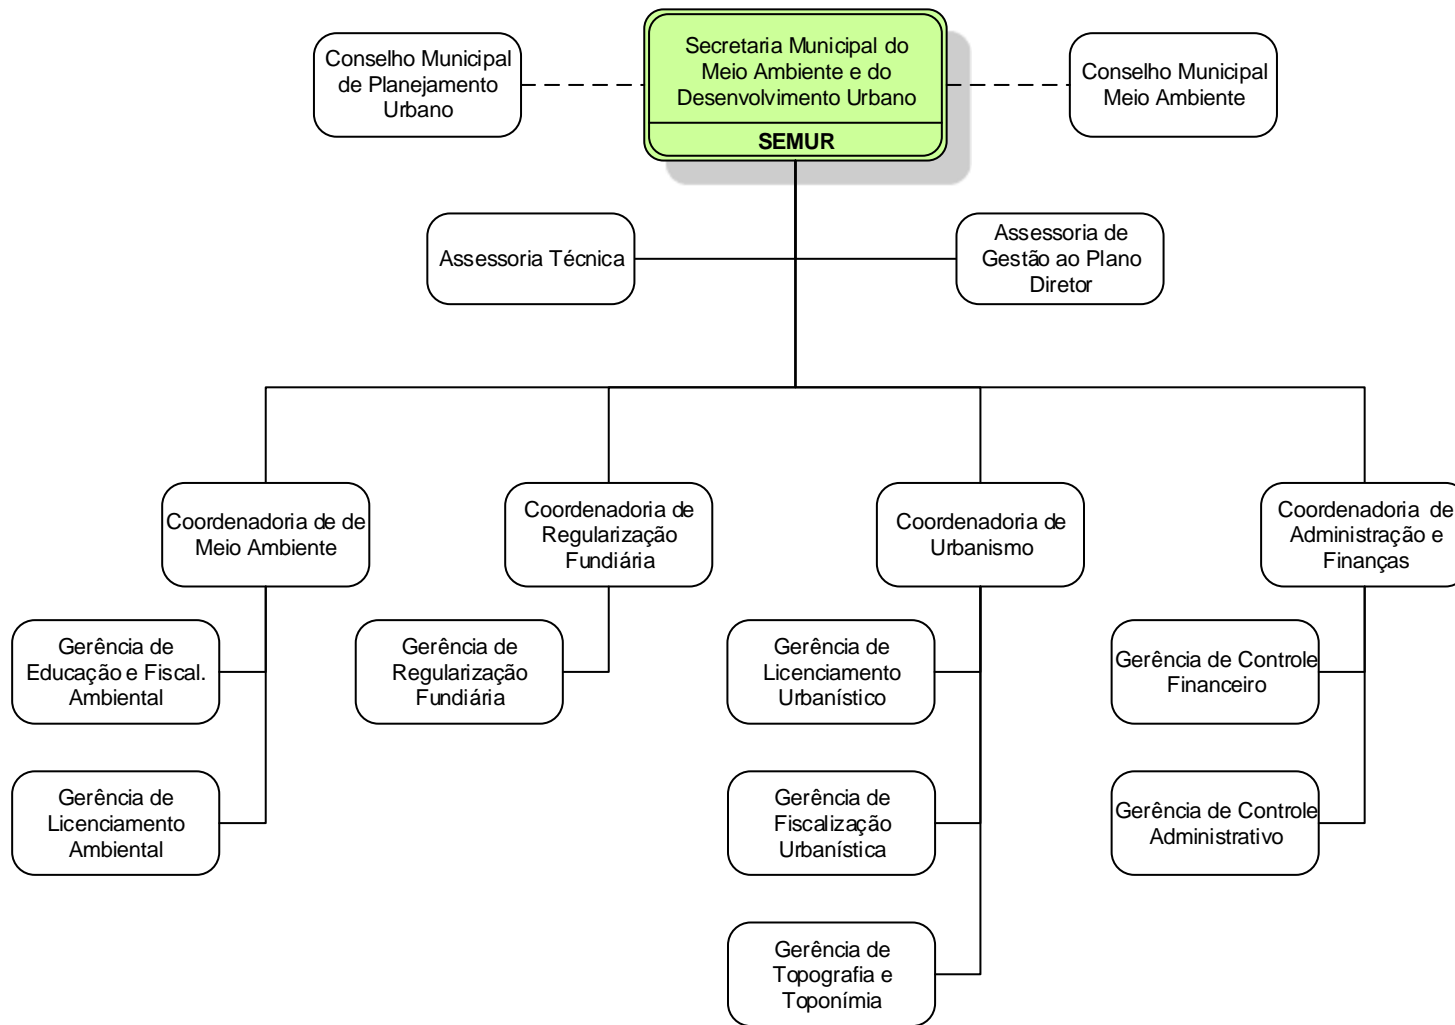 Conselho Municipal
de Planejamento
Urbano
Secretaria Municipal do
Meio Ambiente e do
Desenvolvimento Urbano
SEMUR
Conselho Municipal
Meio Ambiente
Assessoria Técnica
Assessoria de
Gestão ao Plano
Diretor
Coordenadoria de de
Meio Ambiente
Coordenadoria de
Regularização
Fundiária
Coordenadoria de
Urbanismo
Coordenadoria de
Administração e
Finanças
Gerência de
Educação e Fiscal.
Ambiental
Gerência de
Regularização
Fundiária
Gerência de
Licenciamento
Urbanístico
Gerência de Controle
Financeiro
Gerência de
Licenciamento
Ambiental
Gerência de
Fiscalização
Urbanística
Gerência de Controle
Administrativo
Gerência de
Topografia e
Toponímia